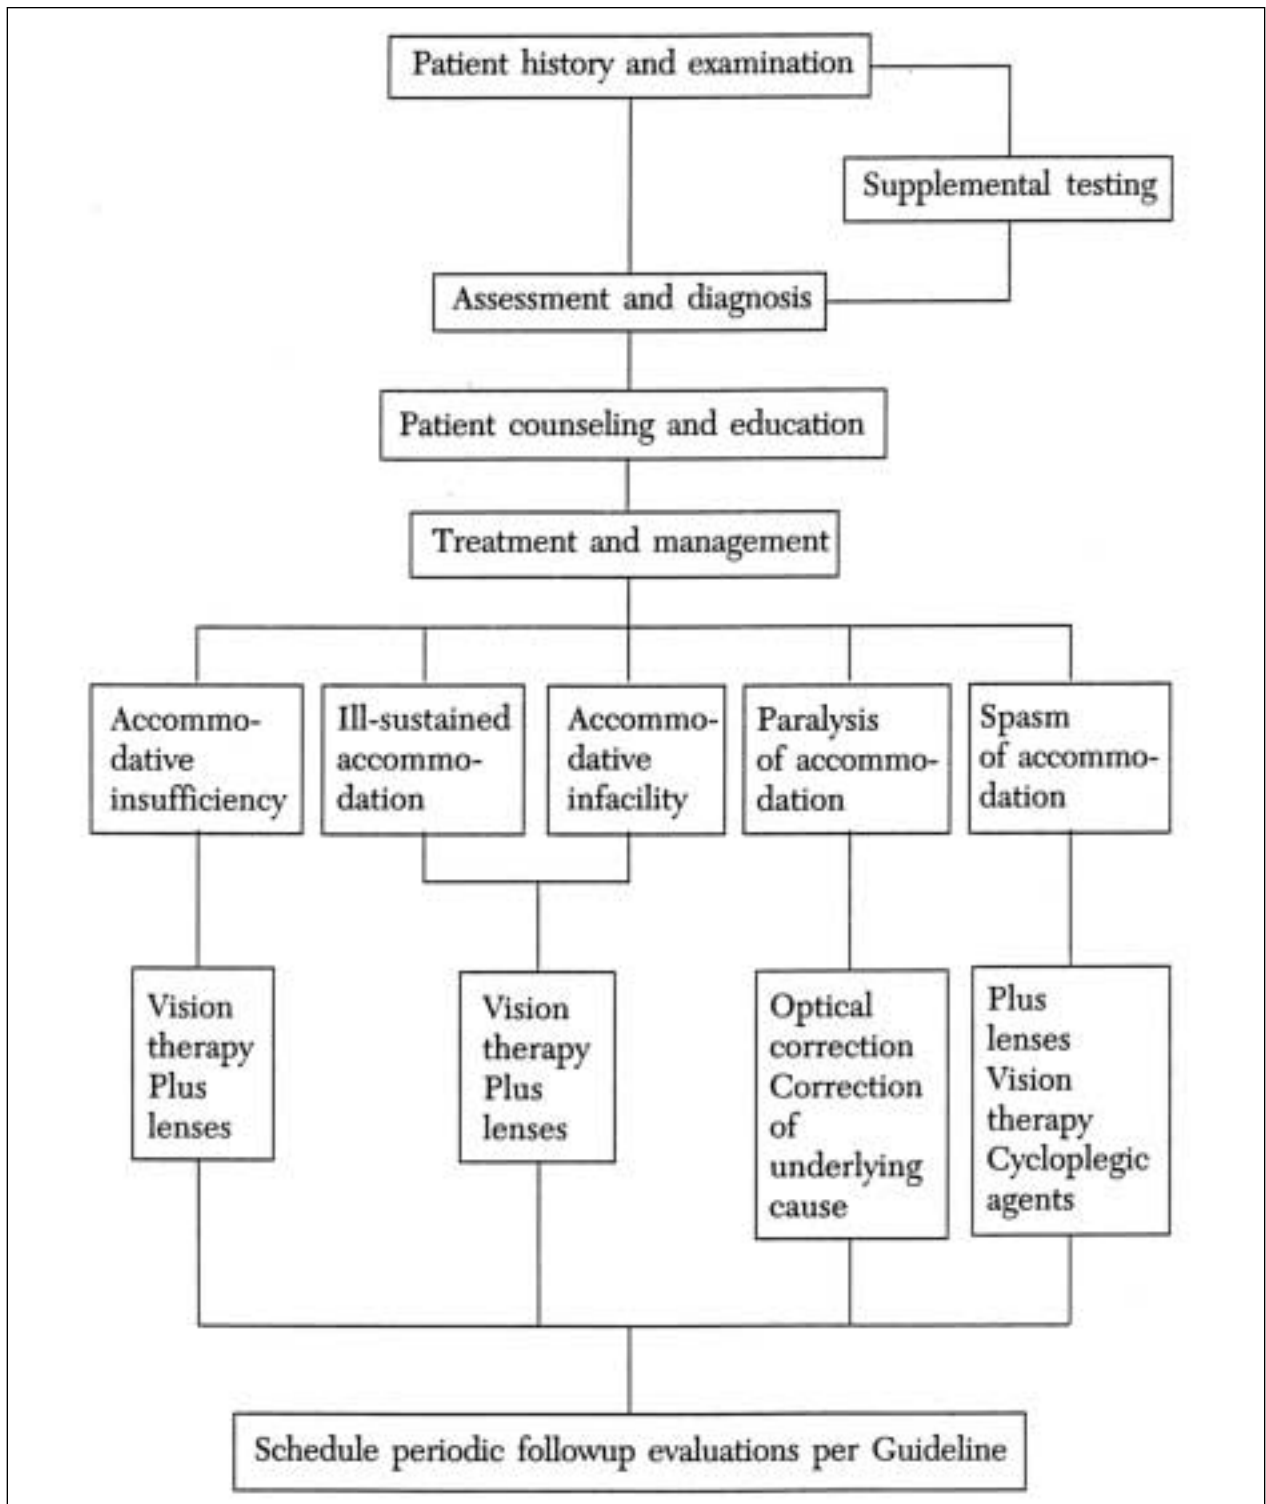 Patient history and examination
Supplemental testing
Assessment and diagnosis
Patient counseling and education
Treatment and management
Accommo-
dative
insufficiency
Ill-sustained
accommo-
dation
Accommo-
dative
infacility
Paralysis
of accommo-
dation
Spasm
of accommo-
dation
Vision
therapy
Plus
lenses
Vision
therapy
Plus
lenses
Optical
correction
Correction
of
underlying
cause
Plus
lenses
Vision
therapy
Cycloplegic
agents
Schedule periodic followup evaluations per Guideline